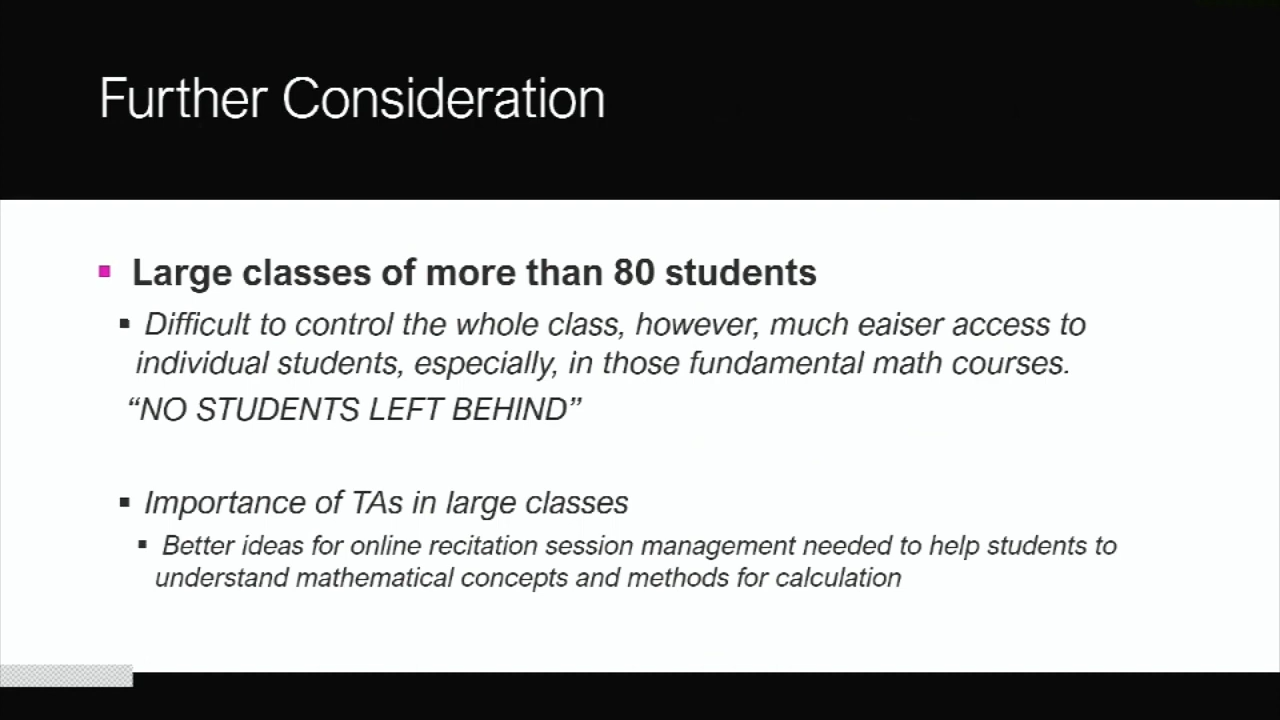 Further Consideration
Large classes of more than 80 students
Difficult to control the whole class, however, much eaiser access to
individual students, especially, in those fundamental math courses.
“NO STUDENTS LEFT BEHIND”
Importance of TAs in large classes
Better ideas for online recitation session management needed to help students to
understand mathematical concepts and methods for calculation